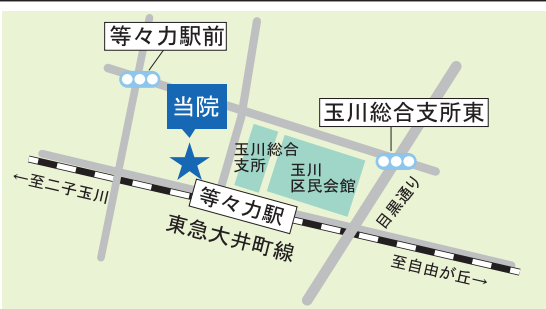 等々力駅前
当院
玉川総合支所東
玉川総合
支所
玉川
区民会館
目黒通り
←至二子玉川
等々力駅
東急大井町線
至自由が丘→